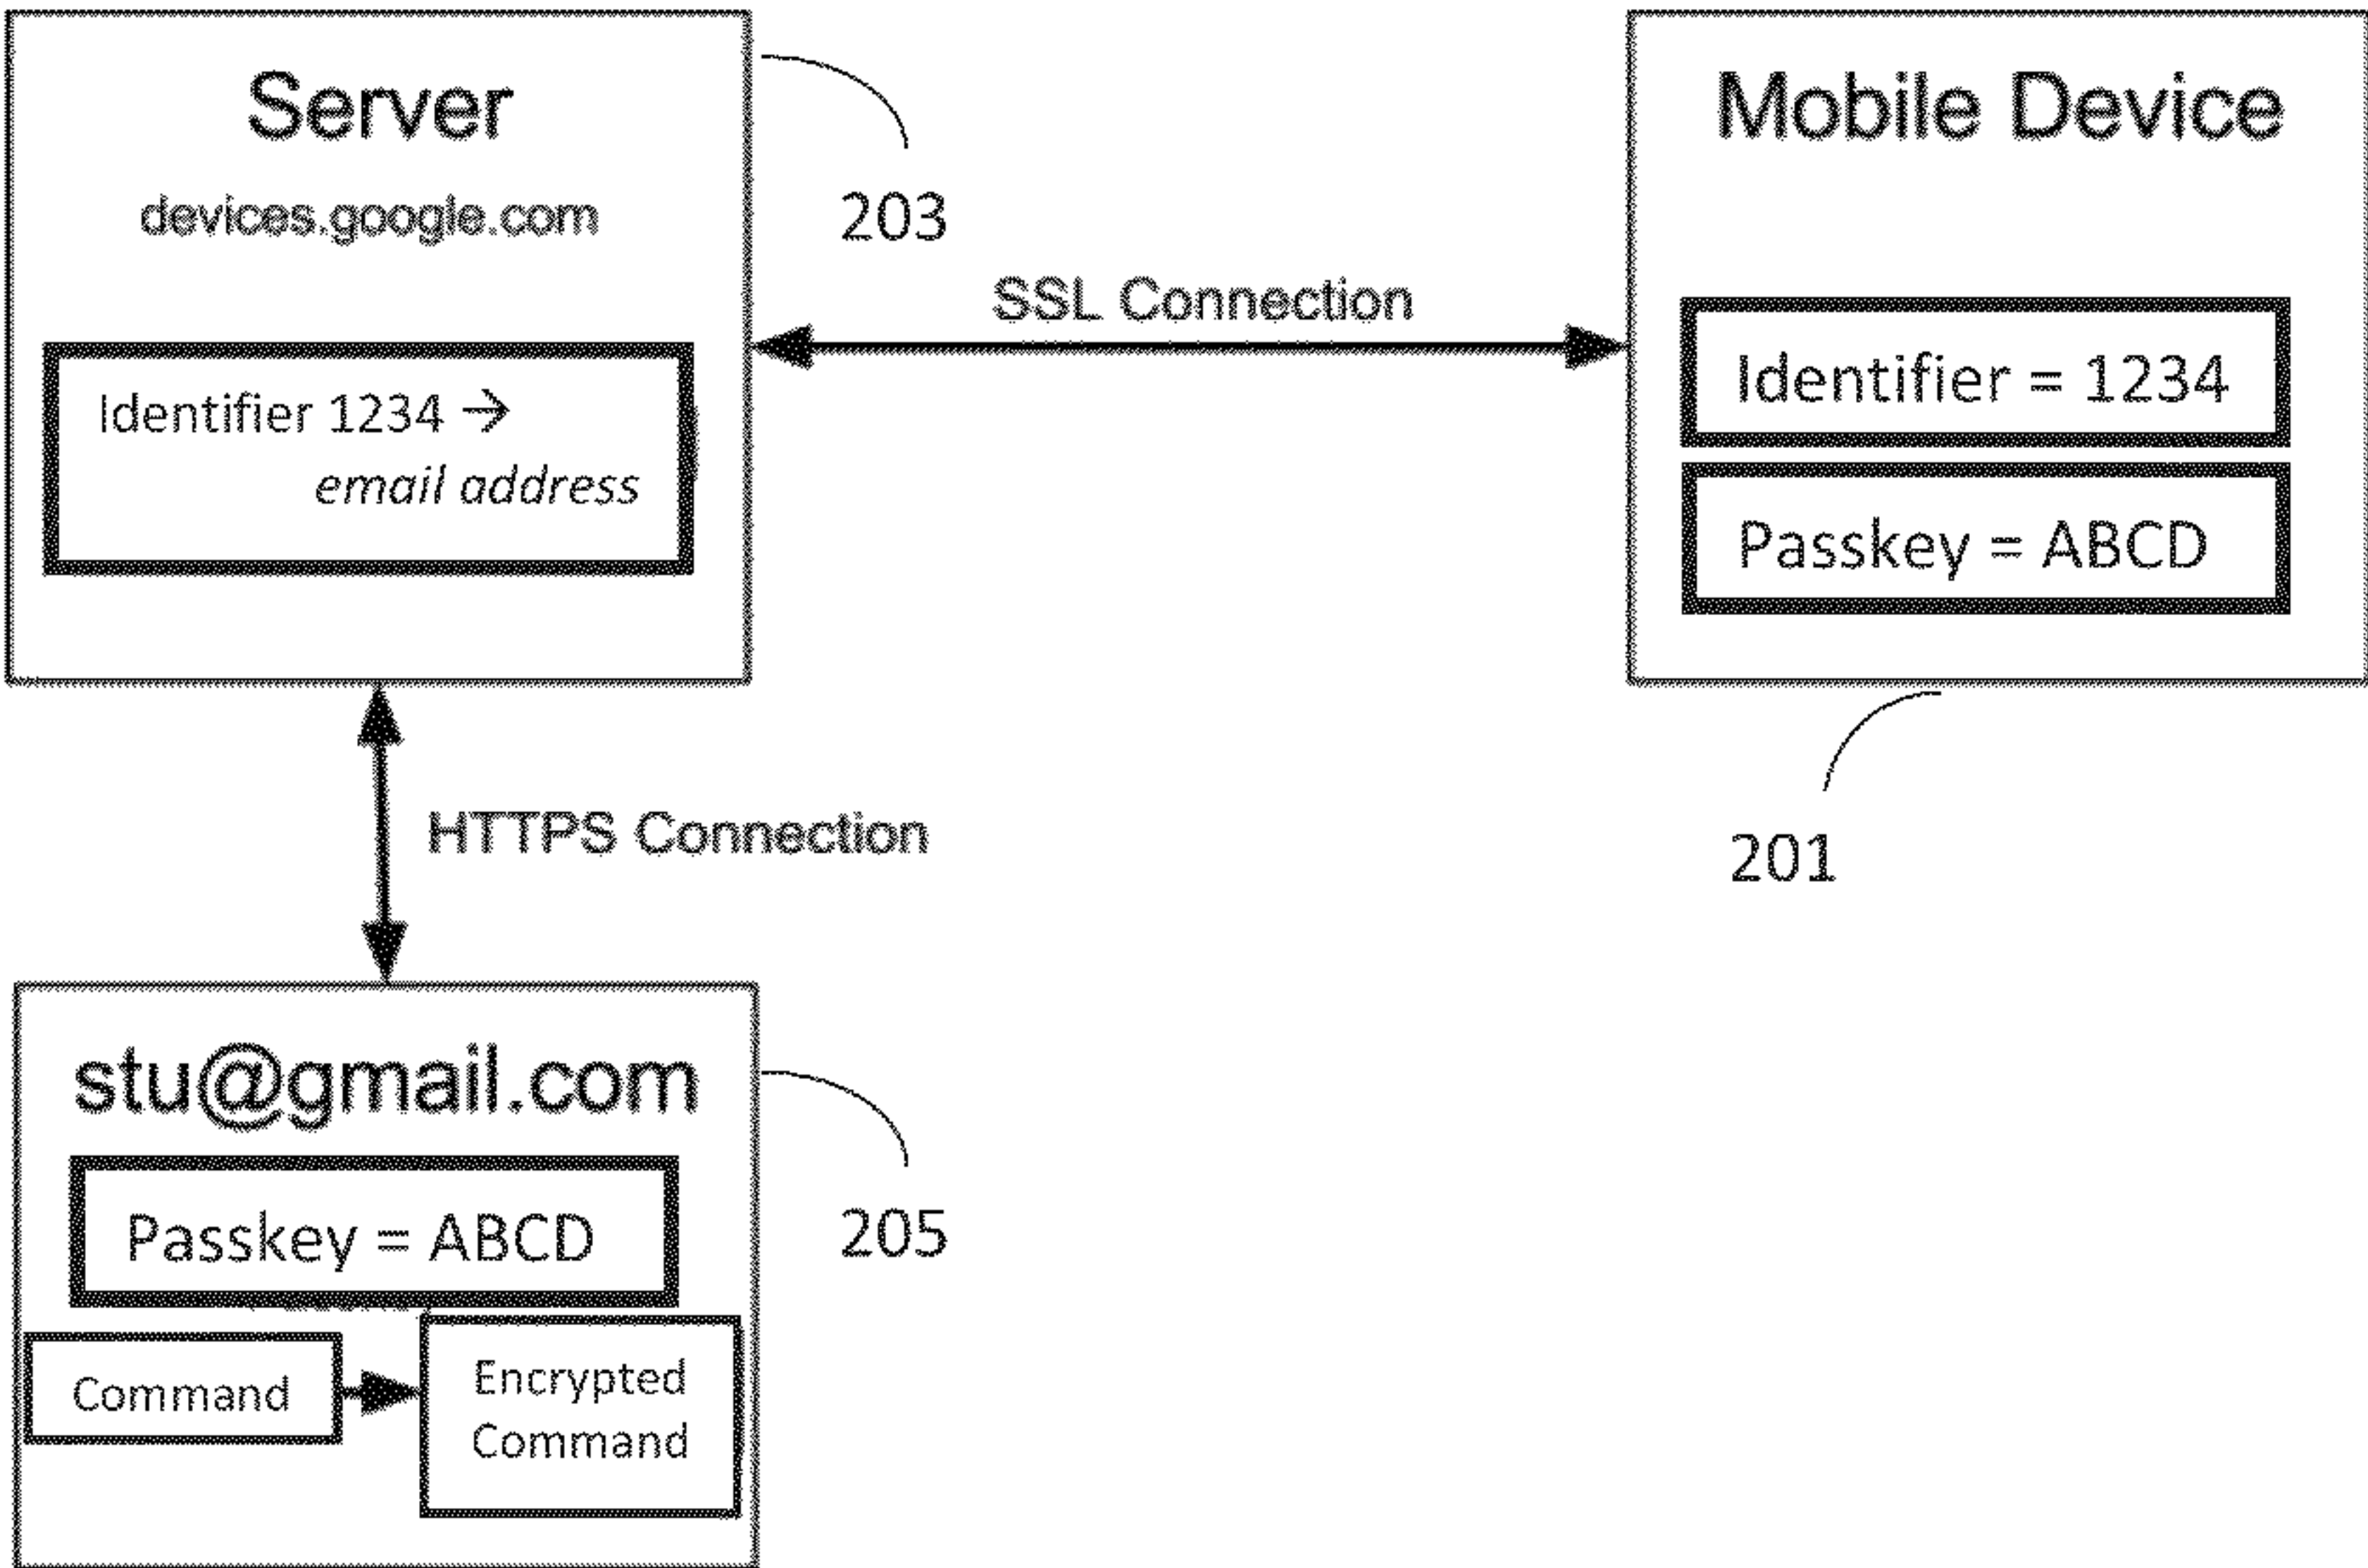 Server
devices.google.com
Identifier 1234 →
email address
203
SSL Connection
Mobile Device
Identifier = 1234
Passkey = ABCD
201
HTTPS Connection
stu@gmail.com
Passkey = ABCD
Command
Encrypted
Command
205